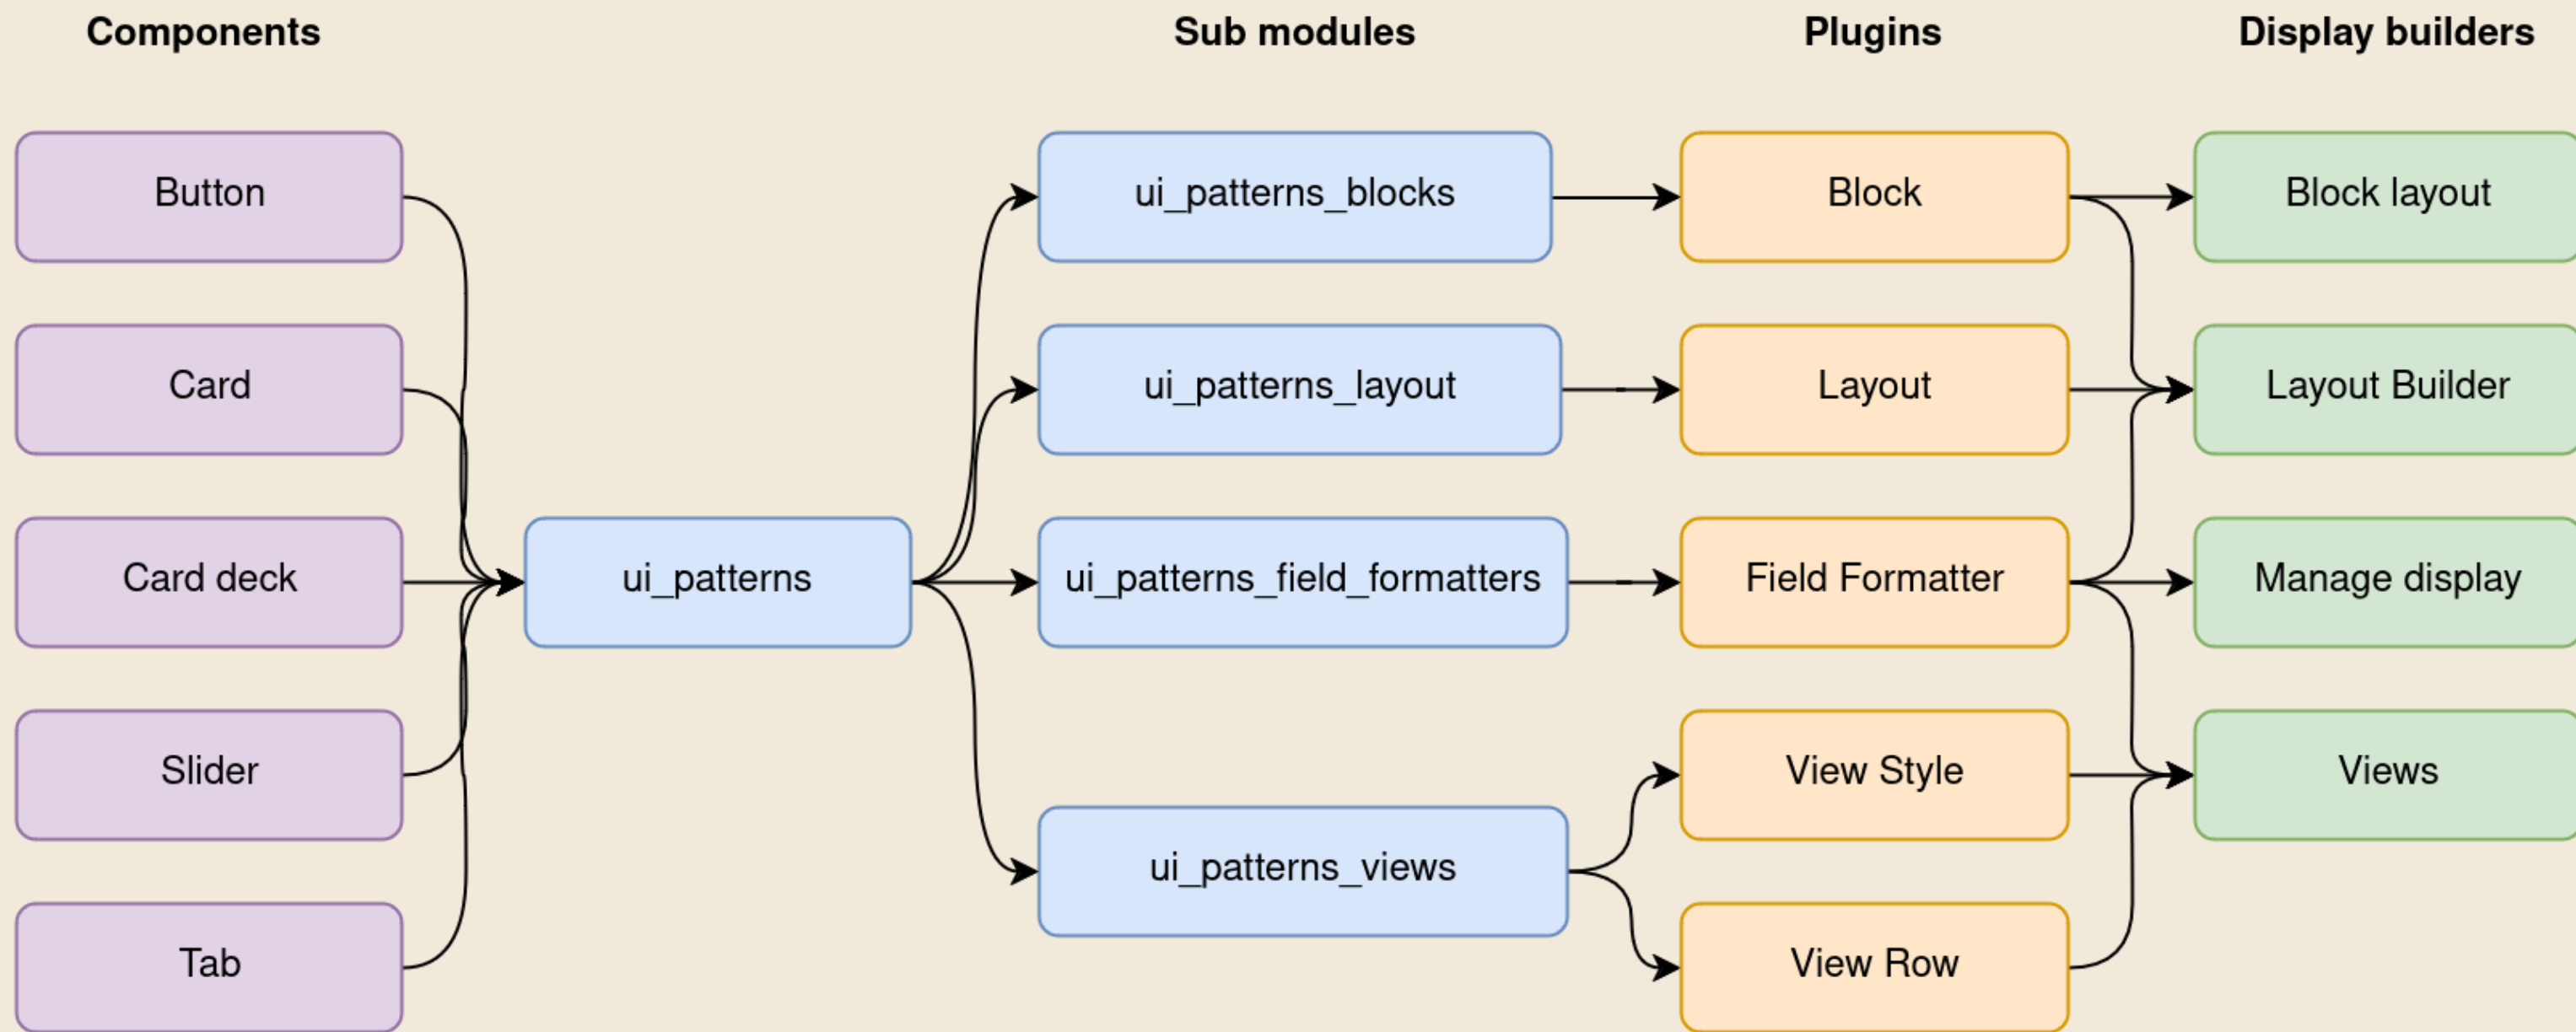 Components
Sub modules
Plugins
Display builders
Button
ui_patterns_blocks
Block
Block layout
Card
ui_patterns_layout
Layout
Layout Builder
Card deck
ui_patterns
ui_patterns_field_formatters
Field Formatter
Manage display
Slider
View Style
Views
ui_patterns_views
Tab
View Row